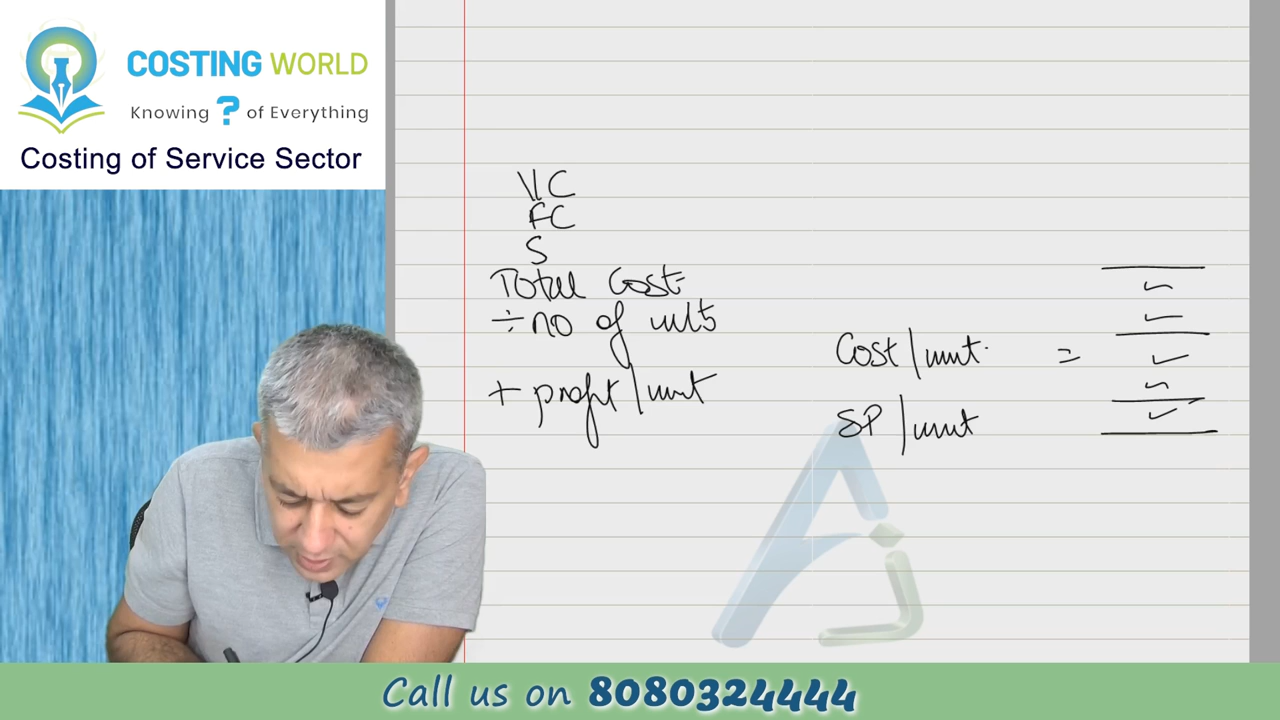 COSTING WORLD
Knowing ? of Everything
Costing of Service Sector
VC
FC
S
Total Cost
÷ no of units
Cost/unit =
+ profit/unit
SP/unit
Call us on 8080324444